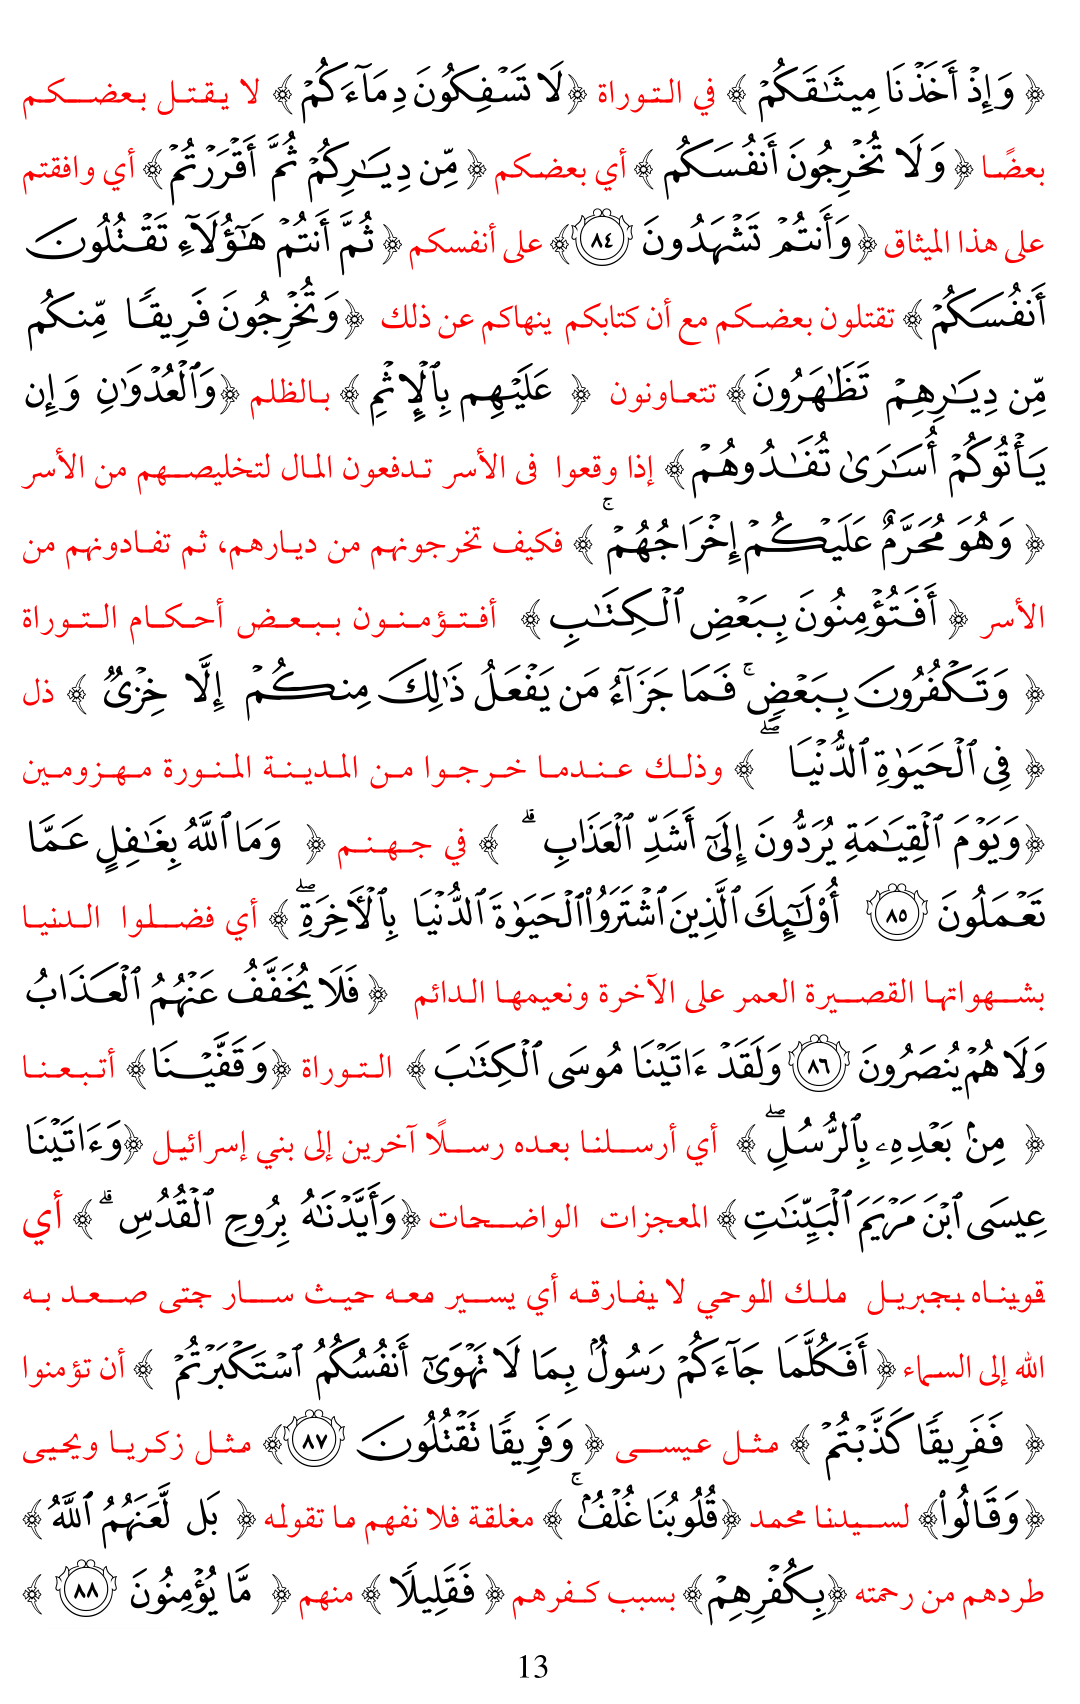 ﴿ وَإِذْ أَخَذْنَا مِيثَٰقَكُمْ ﴾ في التوراة ﴿لَا تَسْفِكُونَ دِمَآءَكُمْ ﴾ لا يقتل بعضكم
بعضًا ﴿ وَلَا تُخْرِجُونَ أَنفُسَكُم ﴾ أي بعضكم ﴿ مِّن دِيَٰرِكُمْ ثُمَّ أَقْرَرْتُمْ﴾ أي وافقتم
على هذا الميثاق ﴿وَأَنتُمْ تَشْهَدُونَ ٨٤﴾ على أنفسكم ﴿ ثُمَّ أَنتُمْ هَٰٓؤُلَآءِ تَقْتُلُونَ
أَنفُسَكُمْ ﴾ تقتلون بعضكم مع أن كتابكم ينهاكم عن ذلك ﴿وَتُخْرِجُونَ فَرِيقًا مِّنكُم
مِّن دِيَٰرِهِمْ تَظَٰهَرُونَ﴾ تتعاونون ﴿ عَلَيْهِم بِٱلْإِثْمِ ﴾ بالظلم ﴿وَٱلْعُدْوَٰنِ وَإِن
يَأْتُوكُمْ أُسَٰرَىٰ تُفَٰدُوهُمْ﴾ إذا وقعوا فى الأسر تدفعون المال لتخليصهم من الأسر
﴿ وَهُوَ مُحَرَّمٌ عَلَيْكُمْ إِخْرَاجُهُمْ ۚ ﴾ فكيف تخرجونهم من ديارهم، ثم تفادونهم من
الأسر ﴿ أَفَتُؤْمِنُونَ بِبَعْضِ ٱلْكِتَٰبِ ﴾ أفتؤمنون ببعض أحكام التوراة
﴿ وَتَكْفُرُونَ بِبَعْضٍ ۚ فَمَا جَزَآءُ مَن يَفْعَلُ ذَٰلِكَ مِنكُمْ إِلَّا خِزْىٌ ﴾ ذل
﴿ فِى ٱلْحَيَوٰةِ ٱلدُّنْيَا ۖ ﴾ وذلك عندما خرجوا من المدينة المنورة مهزومين
﴿وَيَوْمَ ٱلْقِيَٰمَةِ يُرَدُّونَ إِلَىٰٓ أَشَدِّ ٱلْعَذَابِ ۗ ﴾ في جهنم ﴿ وَمَا ٱللَّهُ بِغَٰفِلٍ عَمَّا
تَعْمَلُونَ ٨٥ أُو۟لَٰٓئِكَ ٱلَّذِينَ ٱشْتَرَوُا۟ ٱلْحَيَوٰةَ ٱلدُّنْيَا بِٱلْأَخِرَةِ ۖ ﴾ أي فضلوا الدنيا
بشهواتها القصيرة العمر على الآخرة ونعيمها الدائم ﴿ فَلَا يُخَفَّفُ عَنْهُمُ ٱلْعَذَابُ
وَلَا هُمْ يُنصَرُونَ ٨٦ وَلَقَدْ ءَاتَيْنَا مُوسَى ٱلْكِتَٰبَ ﴾ التوراة ﴿وَقَفَّيْنَا﴾ أتبعنا
﴿ مِنۢ بَعْدِهِۦ بِٱلرُّسُلِ ۖ ﴾ أي أرسلنا بعده رسلًا آخرين إلى بني إسرائيل ﴿وَءَاتَيْنَا
عِيسَى ٱبْنَ مَرْيَمَ ٱلْبَيِّنَٰتِ ﴾ المعجزات الواضحات ﴿وَأَيَّدْنَٰهُ بِرُوحِ ٱلْقُدُسِ ۗ ﴾ أي
قويناه بجبريل ملك الوحي لا يفارقه أي يسير معه حيث سار جتى صعد به
الله إلى السماء ﴿ أَفَكُلَّمَا جَآءَكُمْ رَسُولٌۢ بِمَا لَا تَهْوَىٰٓ أَنفُسُكُمُ ٱسْتَكْبَرْتُمْ ﴾ أن تؤمنوا
﴿ فَفَرِيقًا كَذَّبْتُمْ ﴾ مثل عيسى ﴿ وَفَرِيقًا تَقْتُلُونَ ٨٧﴾ مثل زكريا ويحيى
﴿وَقَالُوا۟﴾ لسيدنا محمد ﴿قُلُوبُنَا غُلْفٌۢ ۚ ﴾ مغلقة فلا نفهم ما تقوله ﴿ بَل لَّعَنَهُمُ ٱللَّهُ ﴾
طردهم من رحمته ﴿بِكُفْرِهِمْ﴾ بسبب كفرهم ﴿ فَقَلِيلًا ﴾ منهم ﴿ مَّا يُؤْمِنُونَ ٨٨ ﴾
13